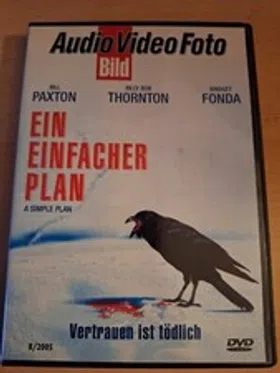 Audio Video Foto
Bild
BILL PAXTON
BILLY BOB THORNTON
BRIDGET FONDA
EIN
EINFACHER
PLAN
A SIMPLE PLAN
Vertrauen ist tödlich
8/2005
DVD